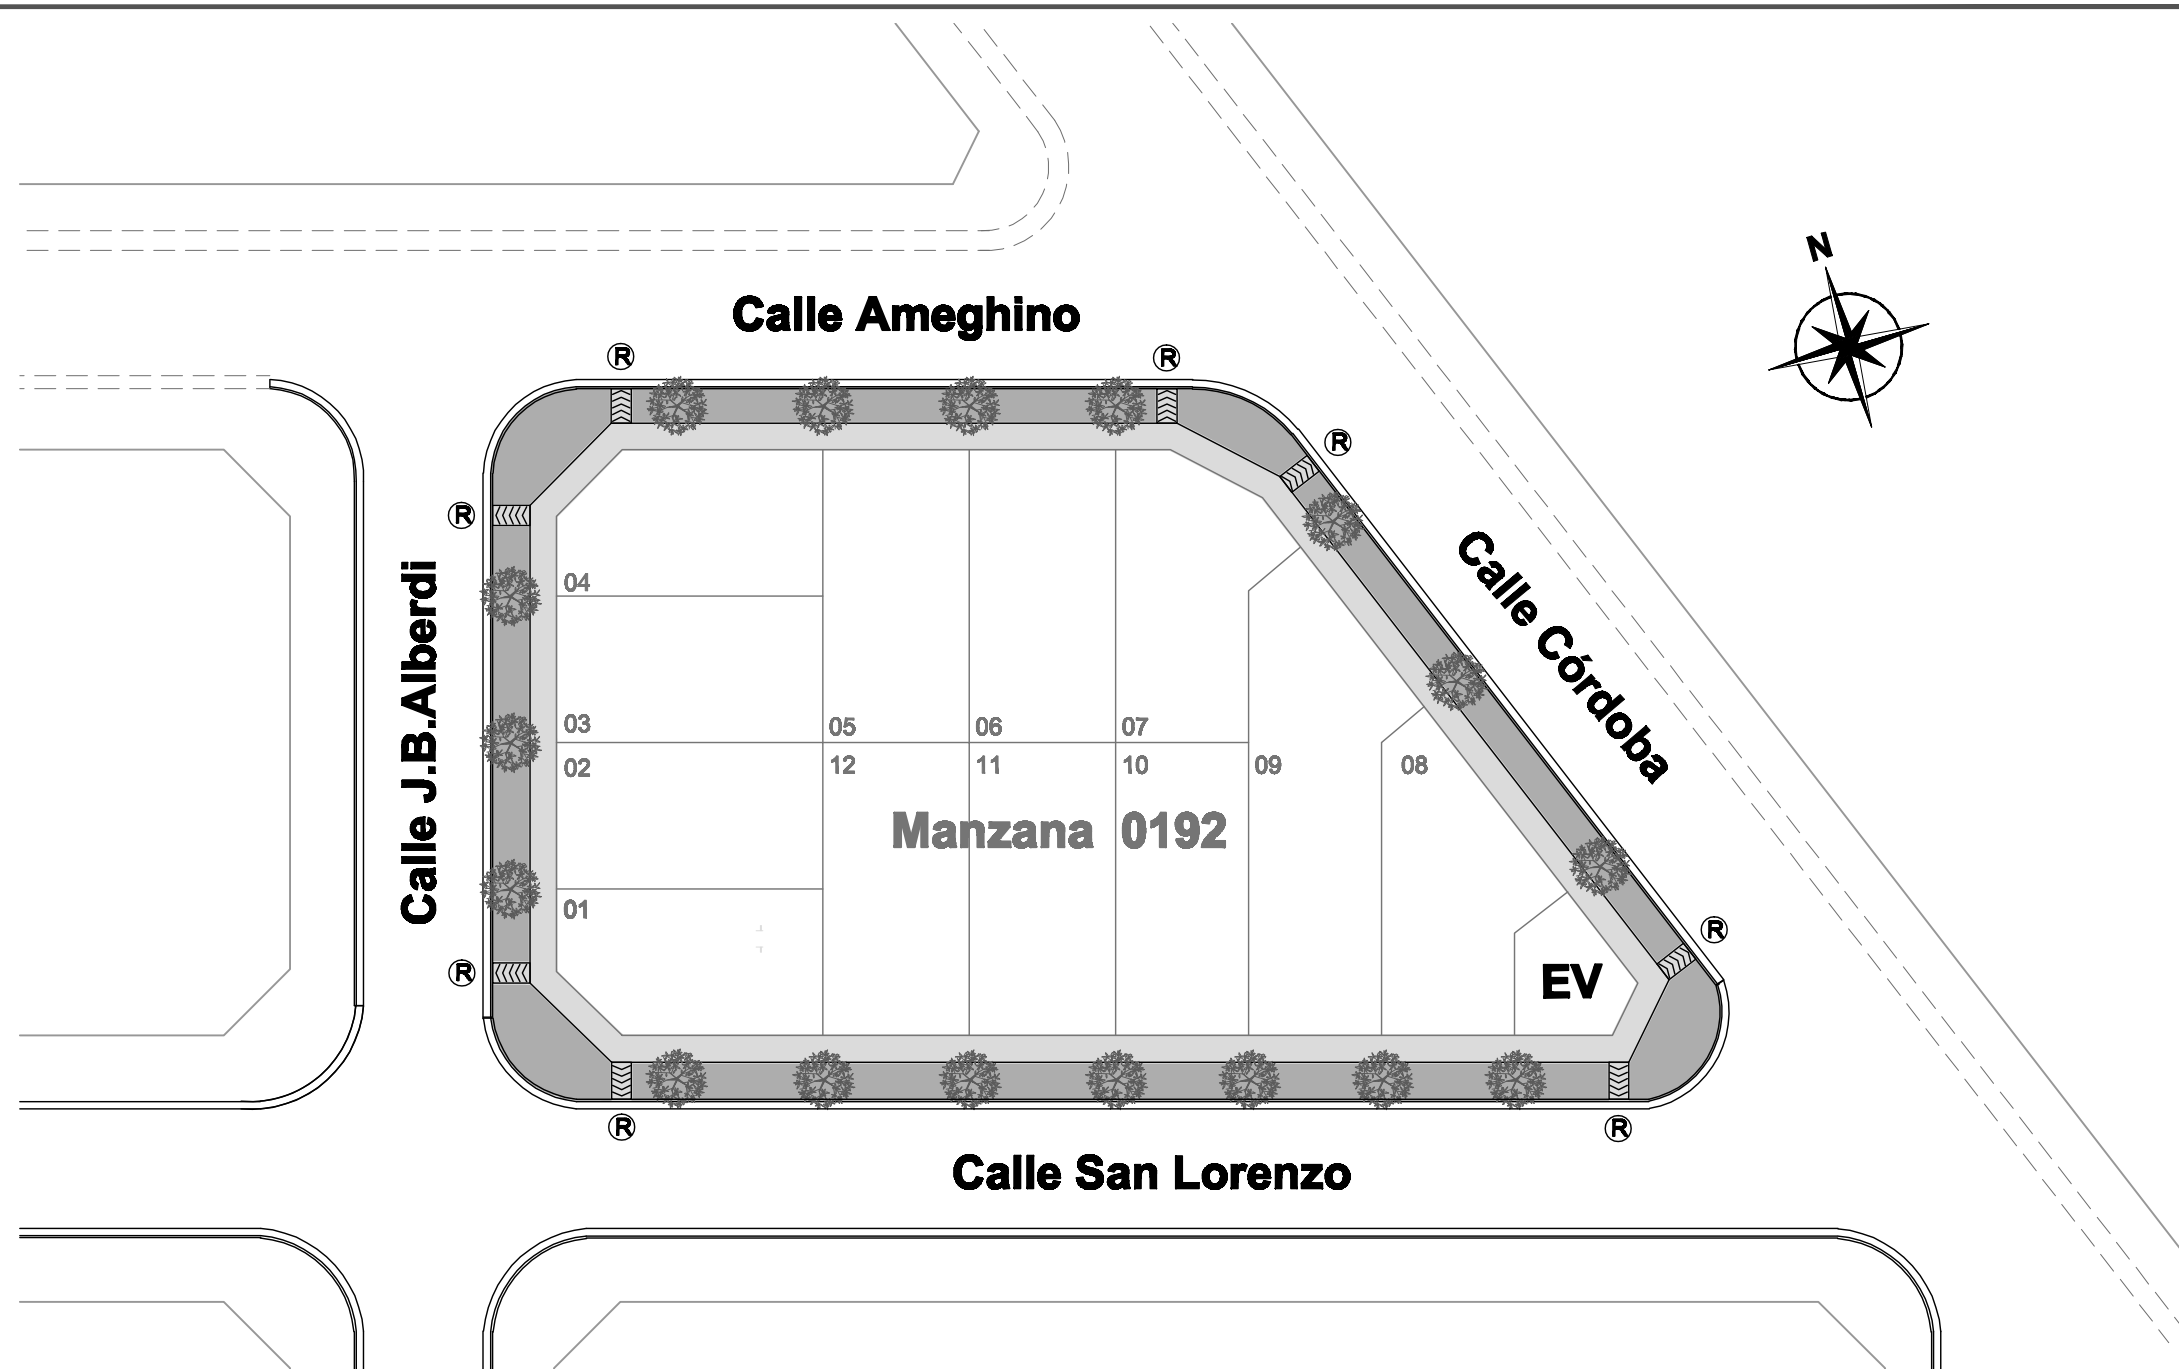 N
Calle Ameghino
R
R
R
R
Calle Córdoba
Calle J.B.Alberdi
04
03
05
06
07
02
12
11
10
09
08
Manzana 0192
01
R
EV
R
R
R
Calle San Lorenzo